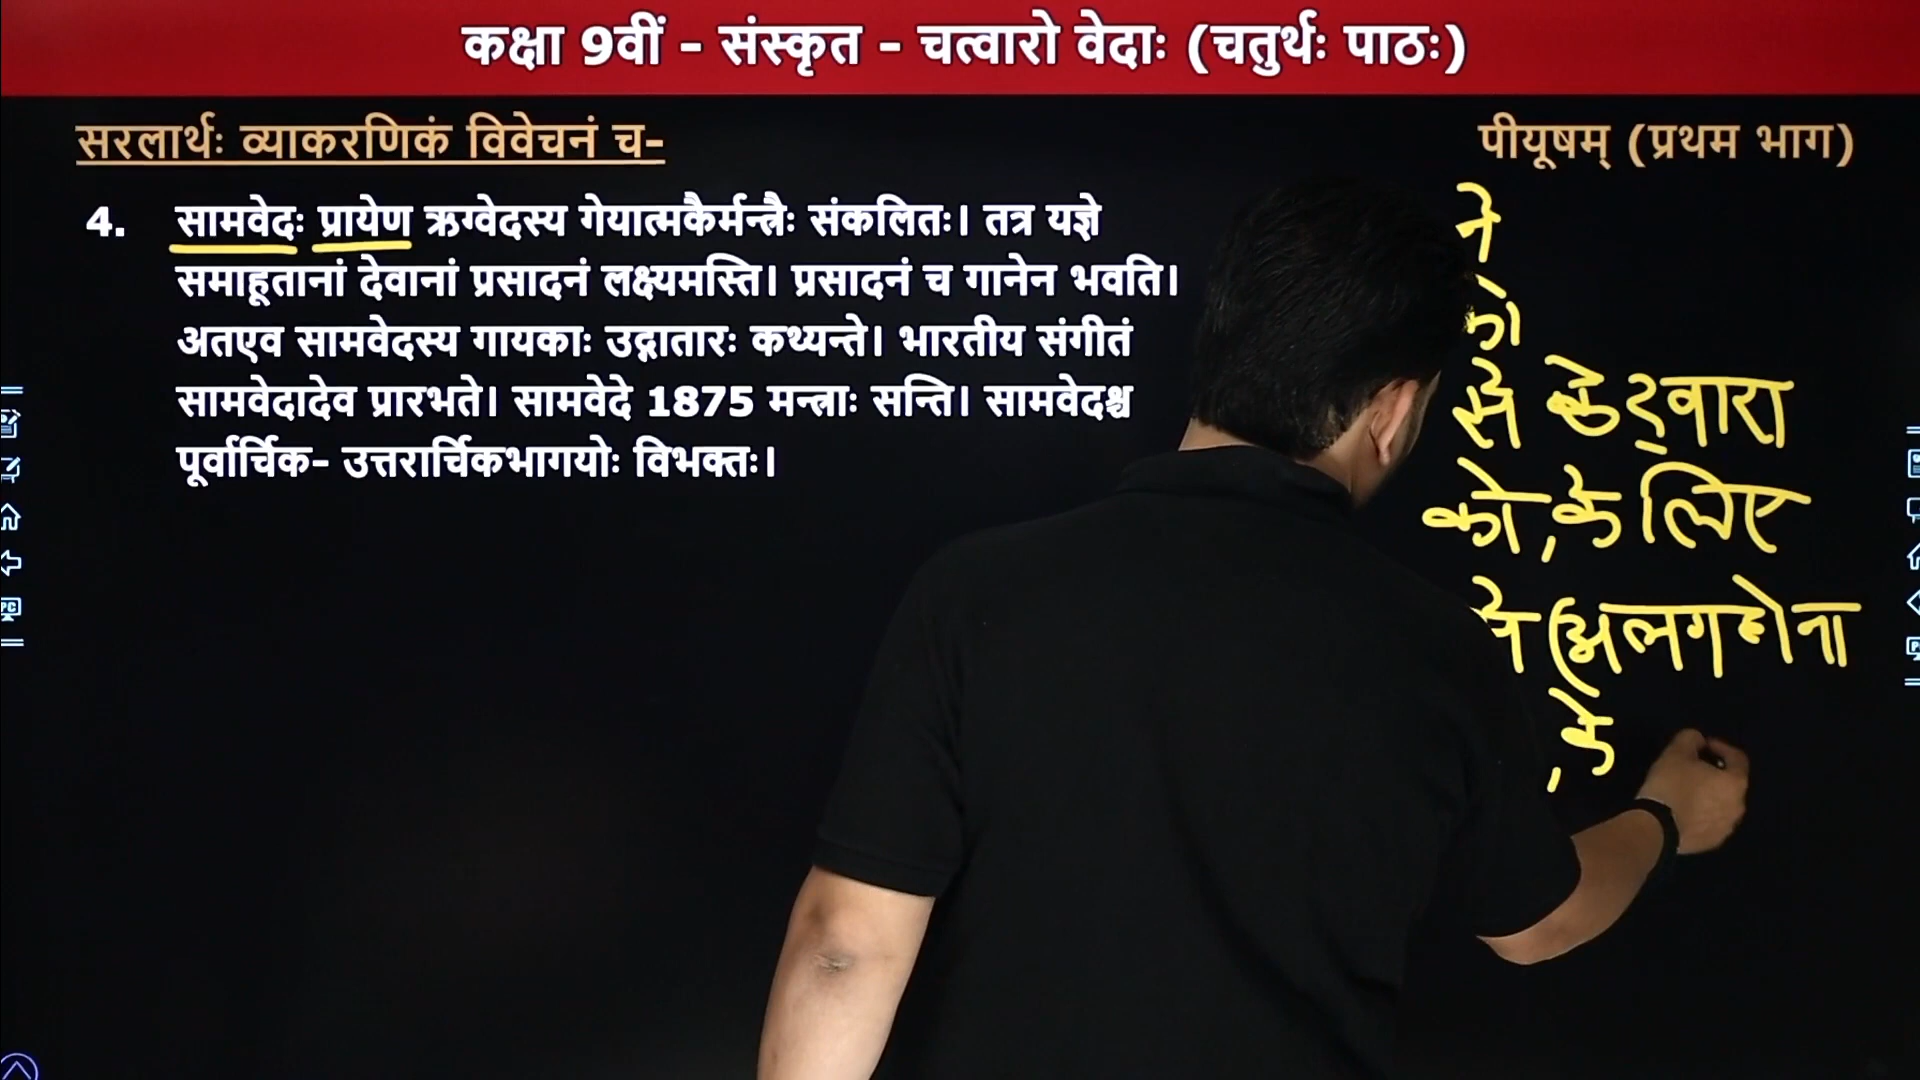 कक्षा 9वीं - संस्कृत - चत्वारो वेदाः (चतुर्थः पाठः)
सरलार्थः व्याकरणिकं विवेचनं च-
पीयूषम् (प्रथम भाग)
4. सामवेदः प्रायेण ऋग्वेदस्य गेयात्मकैर्मन्त्रैः संकलितः। तत्र यज्ञे
समाहूतानां देवानां प्रसादनं लक्ष्यमस्ति। प्रसादनं च गानेन भवति।
अतएव सामवेदस्य गायकाः उद्गातारः कथ्यन्ते। भारतीय संगीतं
सामवेदादेव प्रारभते। सामवेदे 1875 मन्त्राः सन्ति। सामवेदश्च
पूर्वार्चिक- उत्तरार्चिकभागयोः विभक्तः।
ने
को
से के द्वारा
को, के लिए
से (अलग होना
, के